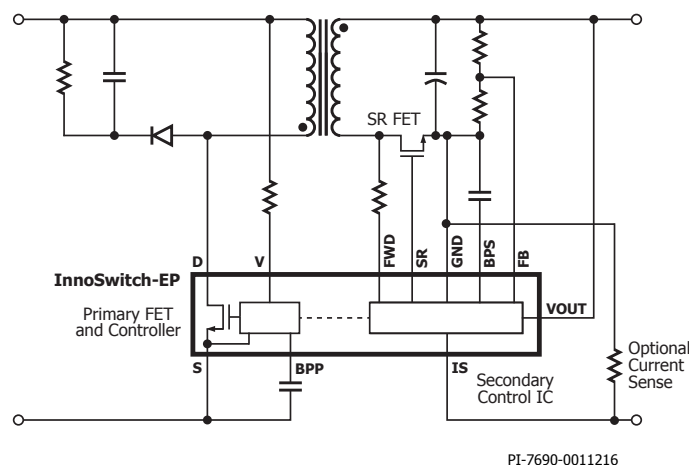 SR FET
D
V
FWD
SR
GND
BPS
FB
InnoSwitch-EP
VOUT
Primary FET
and Controller
S
BPP
IS
Secondary
Control IC
Optional
Current
Sense
PI-7690-0011216